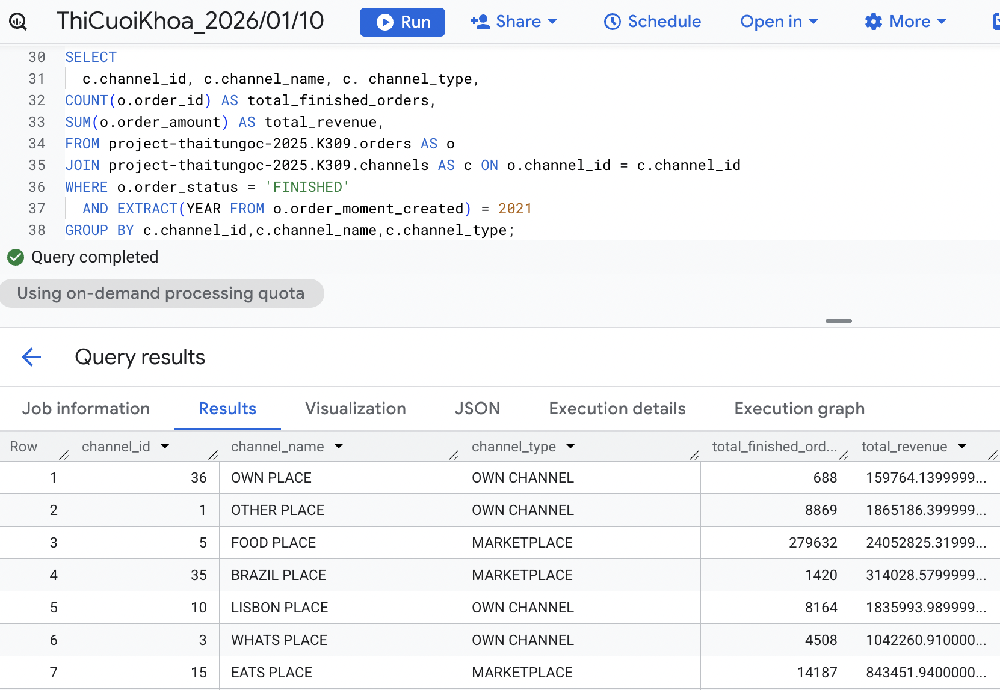 ThiCuoiKhoa_2026/01/10 Run Share Schedule Open in More
30 SELECT
31 c.channel_id, c.channel_name, c. channel_type,
32 COUNT(o.order_id) AS total_finished_orders,
33 SUM(o.order_amount) AS total_revenue,
34 FROM project-thaitungoc-2025.K309.orders AS o
35 JOIN project-thaitungoc-2025.K309.channels AS c ON o.channel_id = c.channel_id
36 WHERE o.order_status = 'FINISHED'
37 AND EXTRACT(YEAR FROM o.order_moment_created) = 2021
38 GROUP BY c.channel_id,c.channel_name,c.channel_type;
Query completed
Using on-demand processing quota
Query results
Job information Results Visualization JSON Execution details Execution graph
Row channel_id channel_name channel_type total_finished_ord... total_revenue
1 36 OWN PLACE OWN CHANNEL 688 159764.1399999...
2 1 OTHER PLACE OWN CHANNEL 8869 1865186.399999...
3 5 FOOD PLACE MARKETPLACE 279632 24052825.31999...
4 35 BRAZIL PLACE MARKETPLACE 1420 314028.5799999...
5 10 LISBON PLACE OWN CHANNEL 8164 1835993.989999...
6 3 WHATS PLACE OWN CHANNEL 4508 1042260.910000...
7 15 EATS PLACE MARKETPLACE 14187 843451.9400000...